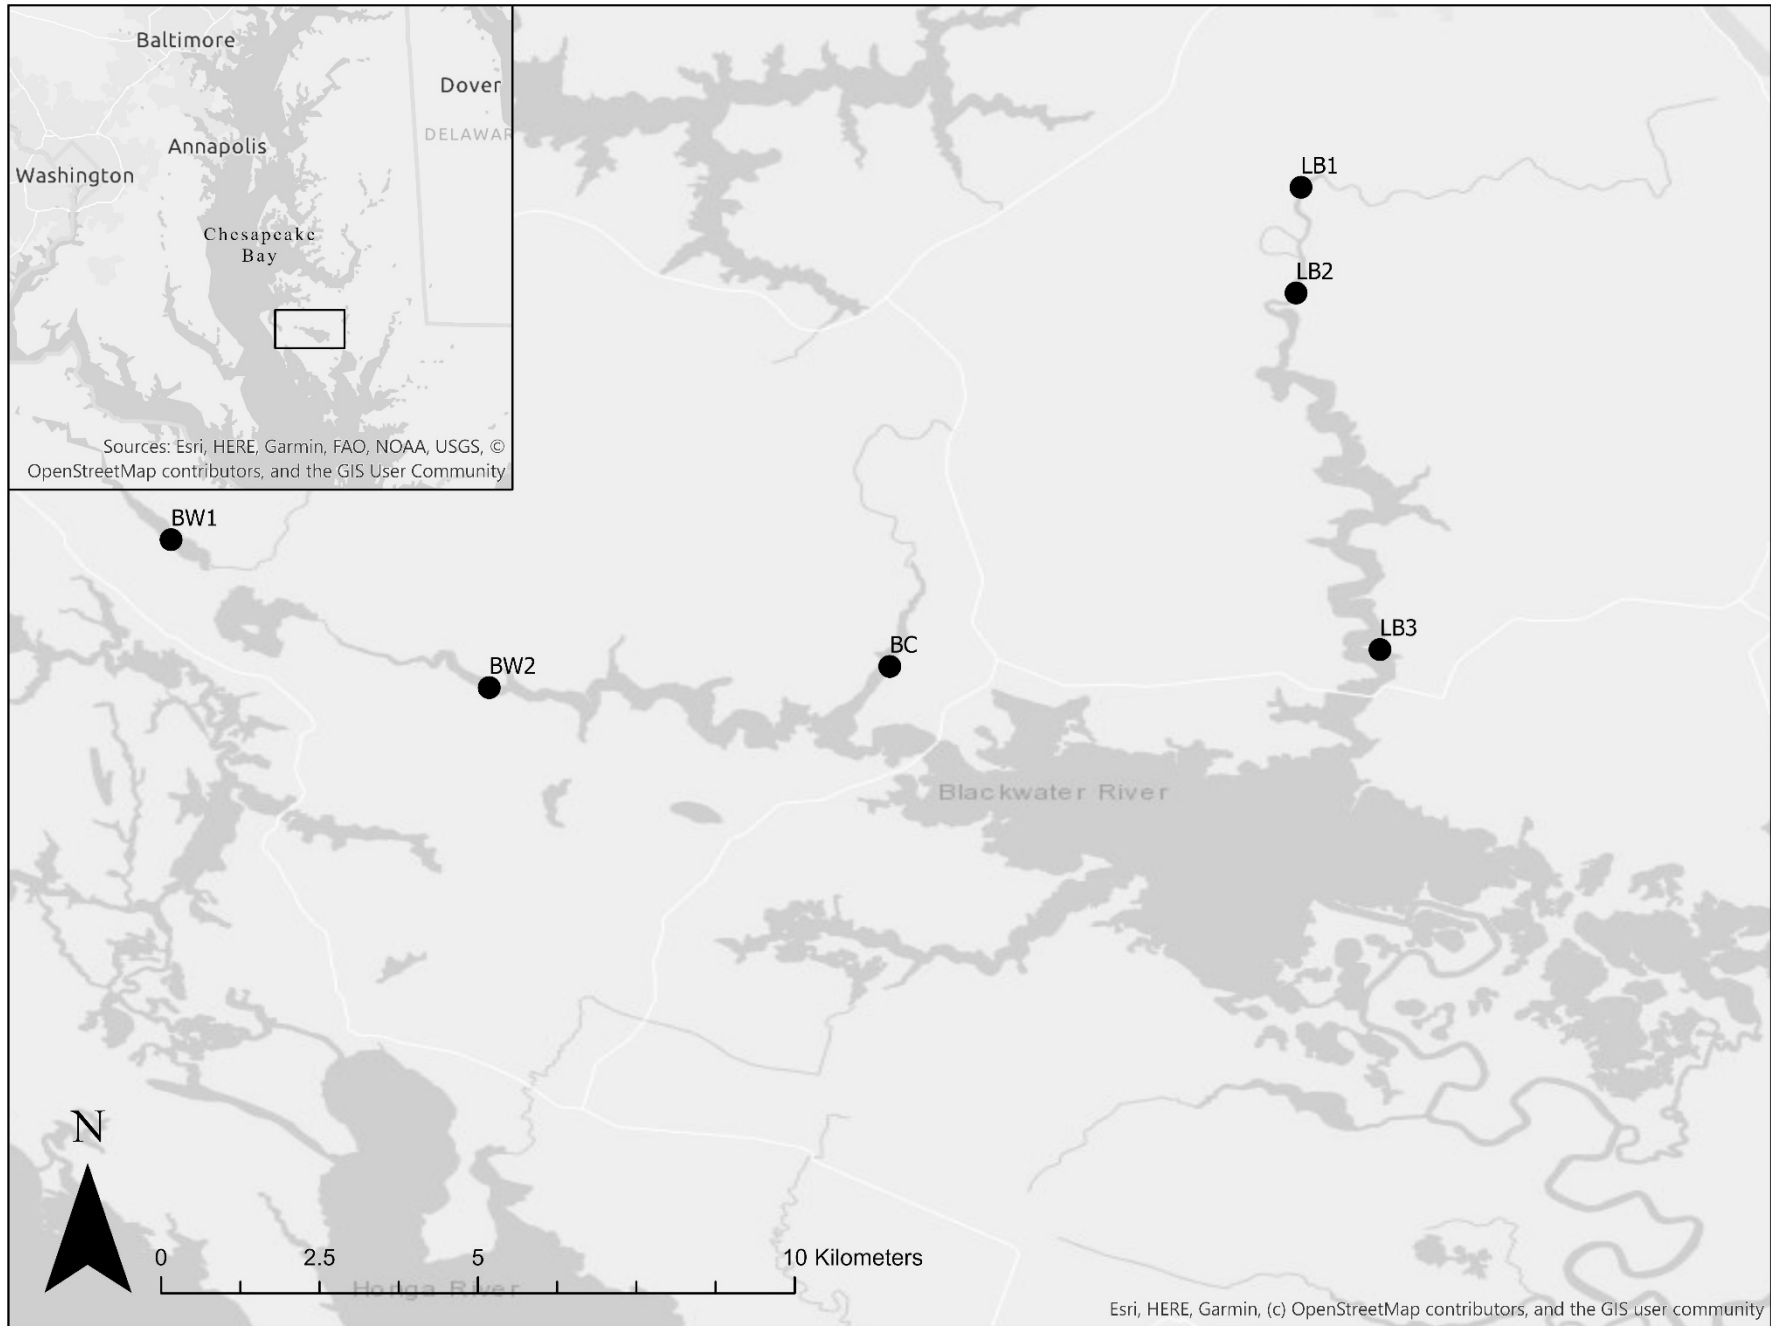 Baltimore
Dover
DELAWAR
Annapolis
Washington
Chesapeake
Bay
Sources: Esri, HERE, Garmin, FAO, NOAA, USGS, ©
OpenStreetMap contributors, and the GIS User Community
LB1
LB2
BW1
LB3
BC
BW2
Blackwater River
N
0 2.5 5 10 Kilometers
Honga River
Esri, HERE, Garmin, (c) OpenStreetMap contributors, and the GIS user community